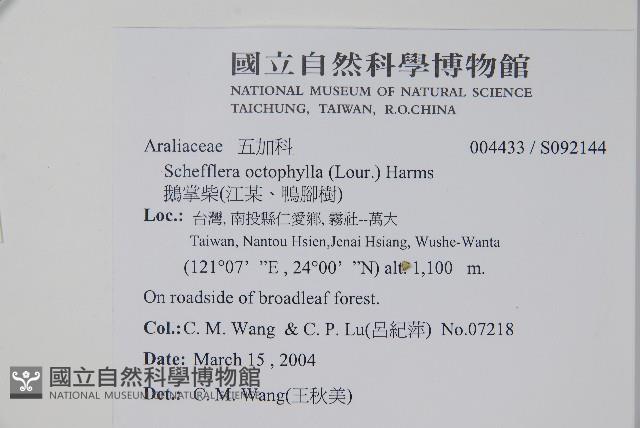 國立自然科學博物館
NATIONAL MUSEUM OF NATURAL SCIENCE
TAICHUNG, TAIWAN, R.O.CHINA
Araliaceae 五加科 004433 / S092144
Schefflera octophylla (Lour.) Harms
鵝掌柴(江某、鴨腳樹)
Loc.: 台灣, 南投縣仁愛鄉, 霧社--萬大
Taiwan, Nantou Hsien,Jenai Hsiang, Wushe-Wanta
(121°07’ ”E , 24°00’ ”N) alt. 1,100 m.
On roadside of broadleaf forest.
Col.: C. M. Wang & C. P. Lu(呂紀萍) No.07218
Date: March 15 , 2004
Det.: C. M. Wang(王秋美)
國立自然科學博物館
NATIONAL MUSEUM OF NATURAL SCIENCE